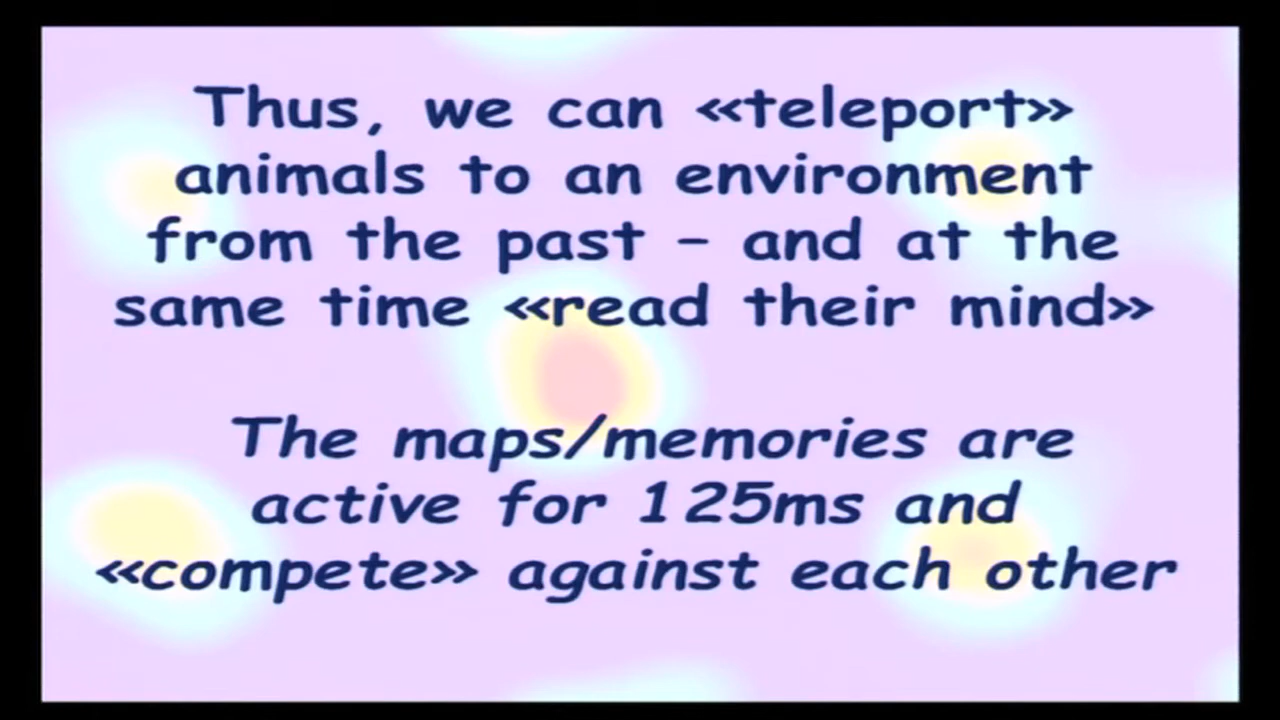 Thus, we can «teleport»
animals to an environment
from the past – and at the
same time «read their mind»
The maps/memories are
active for 125ms and
«compete» against each other